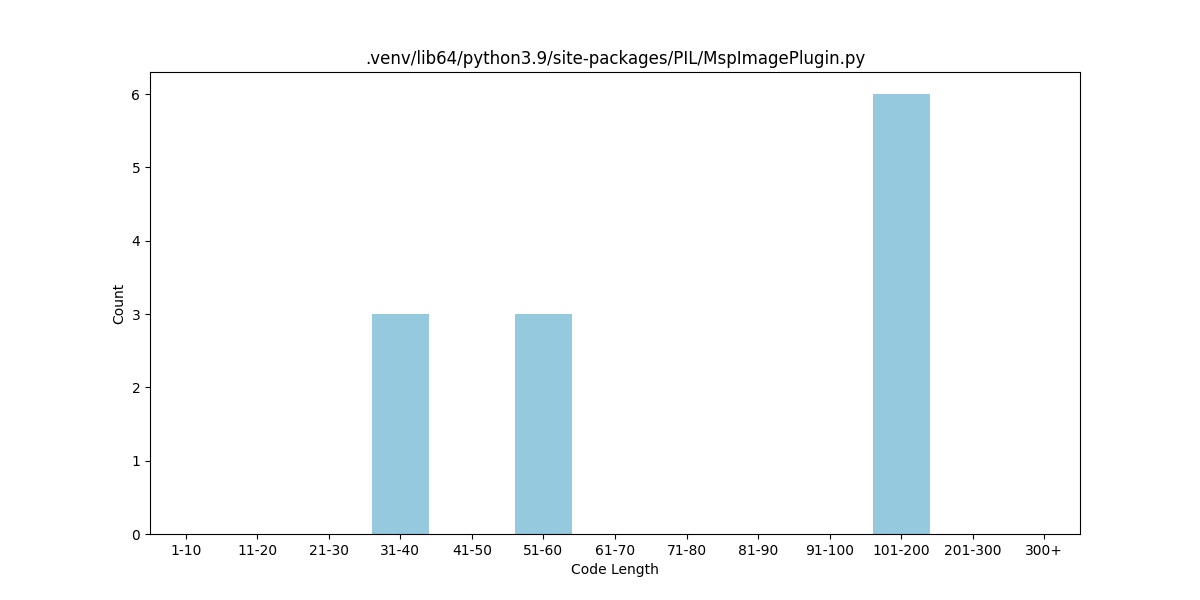 .venv/lib64/python3.9/site-packages/PIL/MspImagePlugin.py
6
5
4
3
2
1
0
Count
1-10 11-20 21-30 31-40 41-50 51-60 61-70 71-80 81-90 91-100 101-200 201-300 300+
Code Length